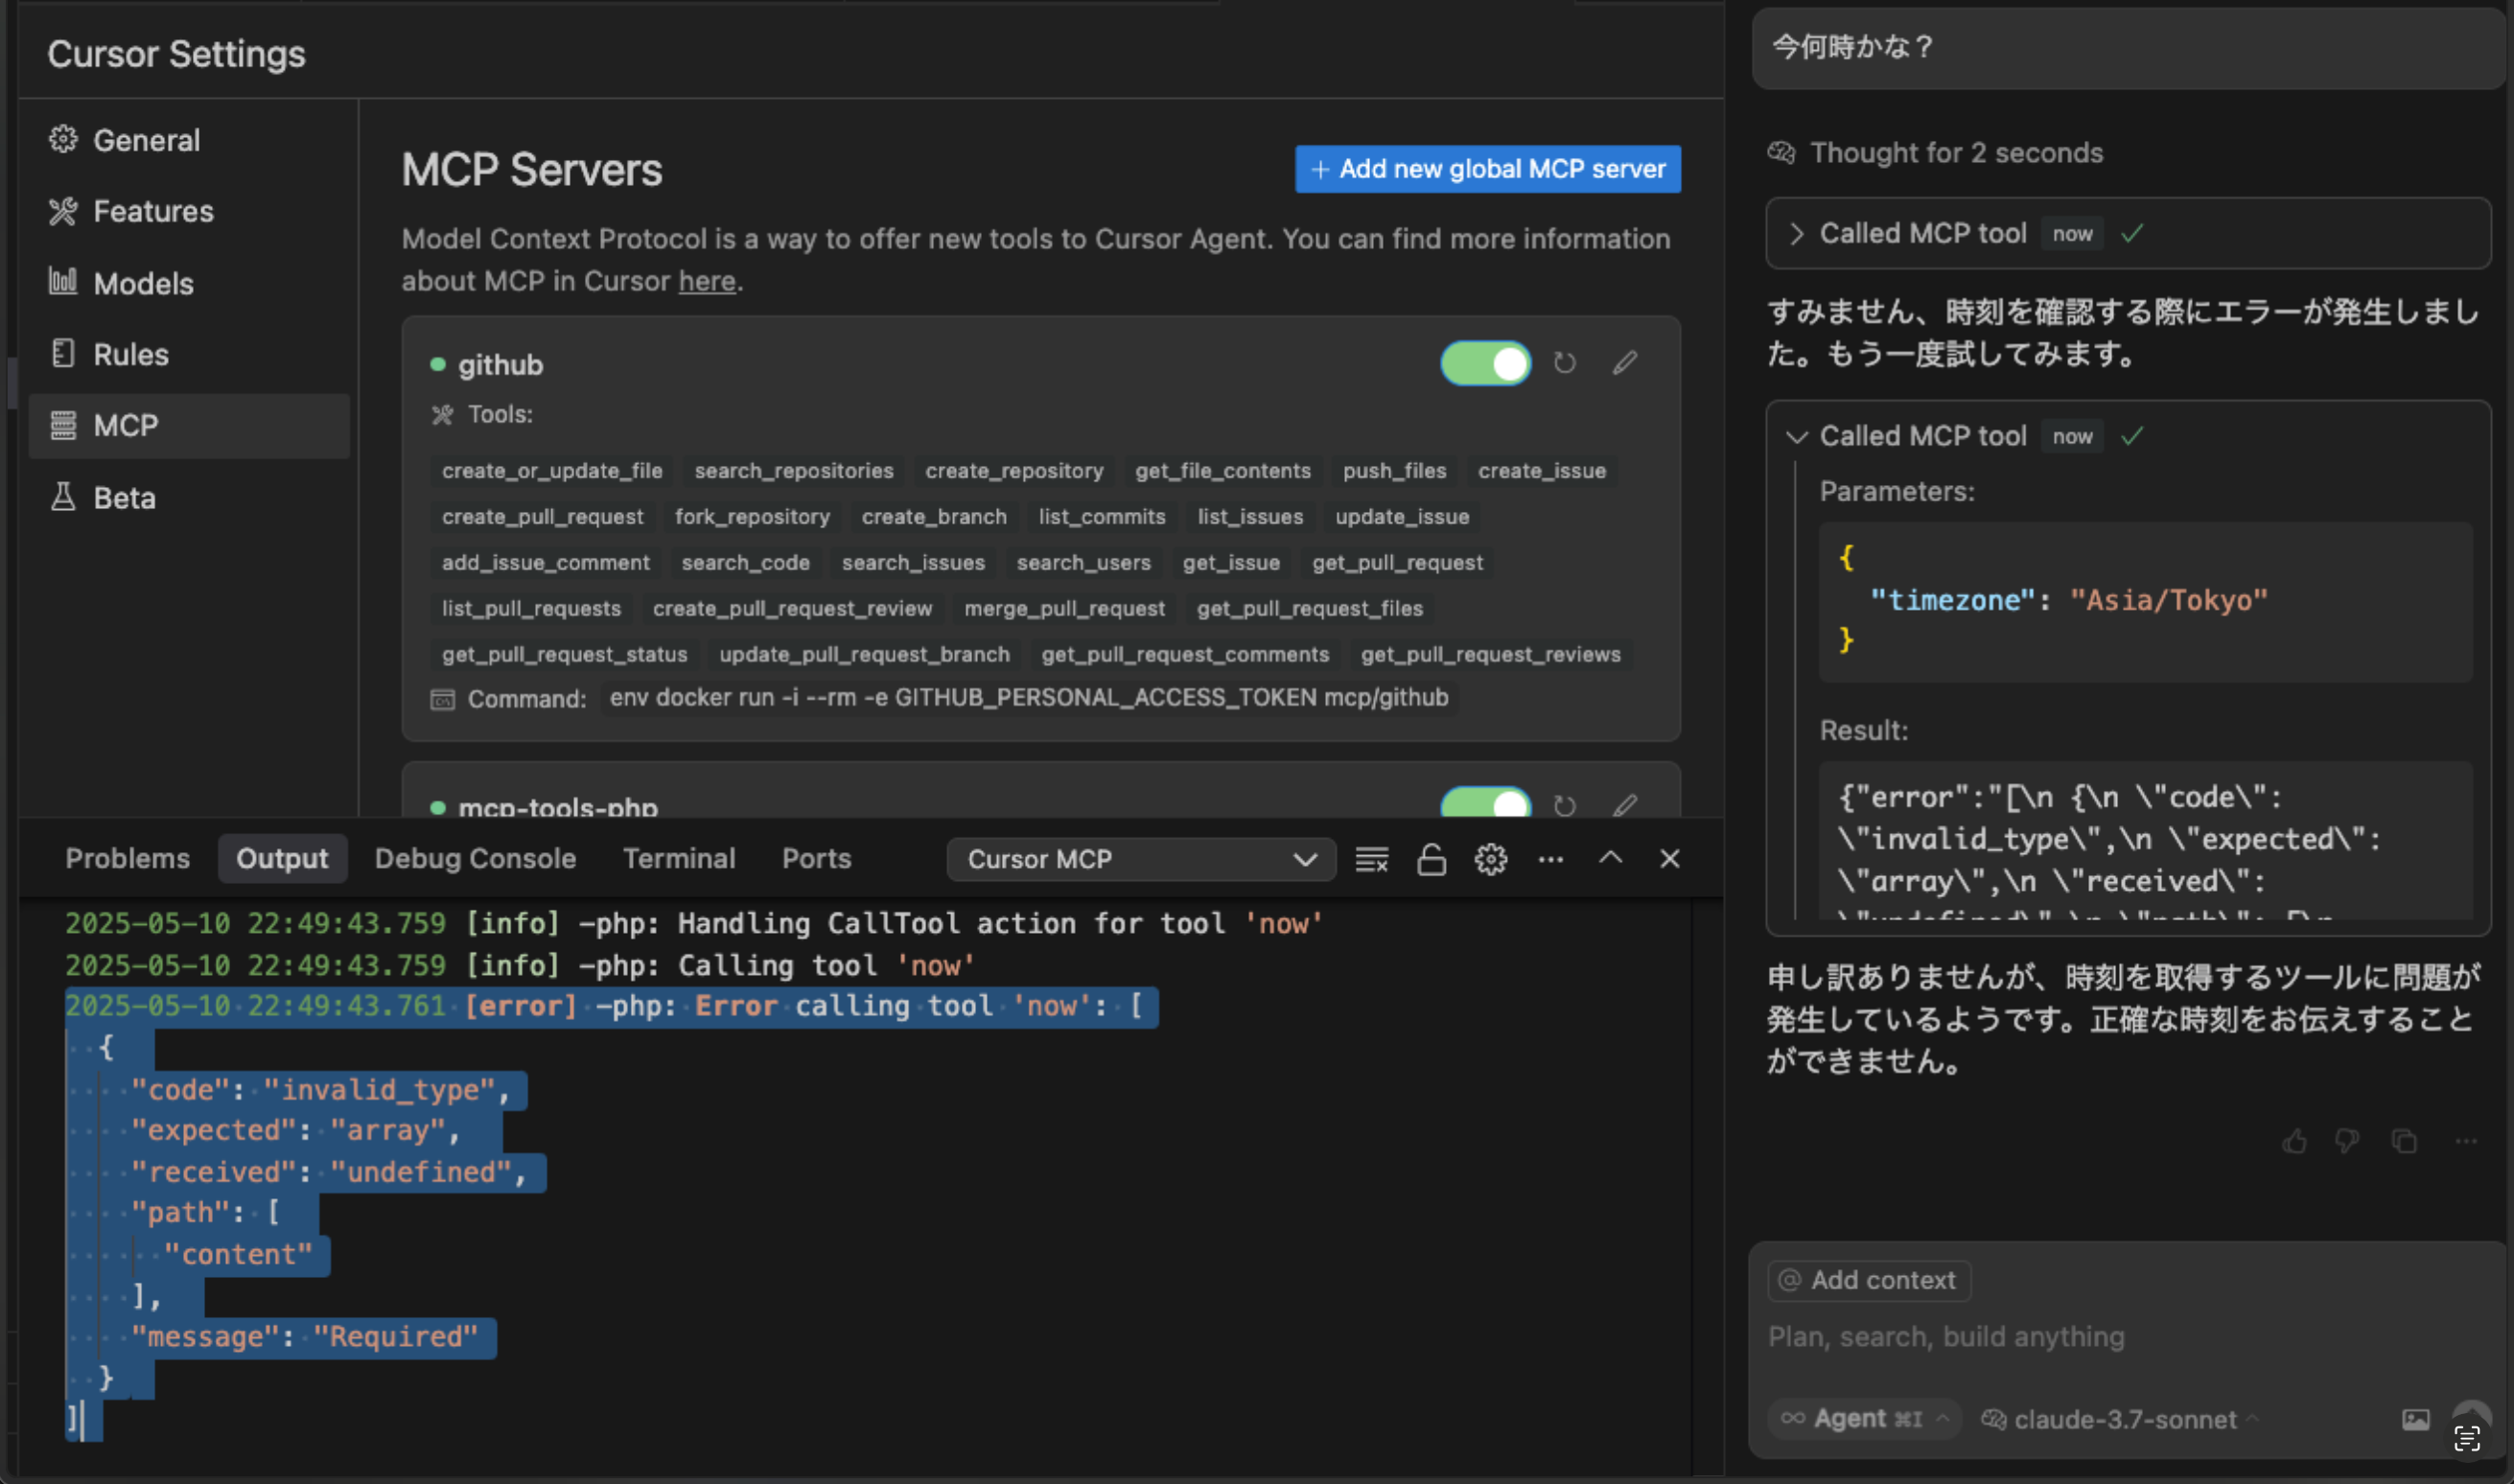 Cursor Settings
General
Features
Models
Rules
MCP
Beta
MCP Servers
+ Add new global MCP server
Model Context Protocol is a way to offer new tools to Cursor Agent. You can find more information
about MCP in Cursor here.
github
Tools:
create_or_update_file search_repositories create_repository get_file_contents push_files create_issue
create_pull_request fork_repository create_branch list_commits list_issues update_issue
add_issue_comment search_code search_issues search_users get_issue get_pull_request
list_pull_requests create_pull_request_review merge_pull_request get_pull_request_files
get_pull_request_status update_pull_request_branch get_pull_request_comments get_pull_request_reviews
Command: env docker run -i --rm -e GITHUB_PERSONAL_ACCESS_TOKEN mcp/github
mcp-tools-php
Problems Output Debug Console Terminal Ports Cursor MCP
2025-05-10 22:49:43.759 [info] -php: Handling CallTool action for tool 'now'
2025-05-10 22:49:43.759 [info] -php: Calling tool 'now'
2025-05-10 22:49:43.761 [error] -php: Error calling tool 'now': [
{
"code": "invalid_type",
"expected": "array",
"received": "undefined",
"path": [
"content"
],
"message": "Required"
}
]
今何時かな？
Thought for 2 seconds
Called MCP tool now
すみません、時刻を確認する際にエラーが発生しまし
た。もう一度試してみます。
Called MCP tool now
Parameters:
{
"timezone": "Asia/Tokyo"
}
Result:
{"error":"[\n {\n \"code\":
\"invalid_type\",\n \"expected\":
\"array\",\n \"received\":
\"undefined\",\n \"path\": [\n
申し訳ありませんが、時刻を取得するツールに問題が
発生しているようです。正確な時刻をお伝えすること
ができません。
@ Add context
Plan, search, build anything
∞ Agent ⌘I claude-3.7-sonnet